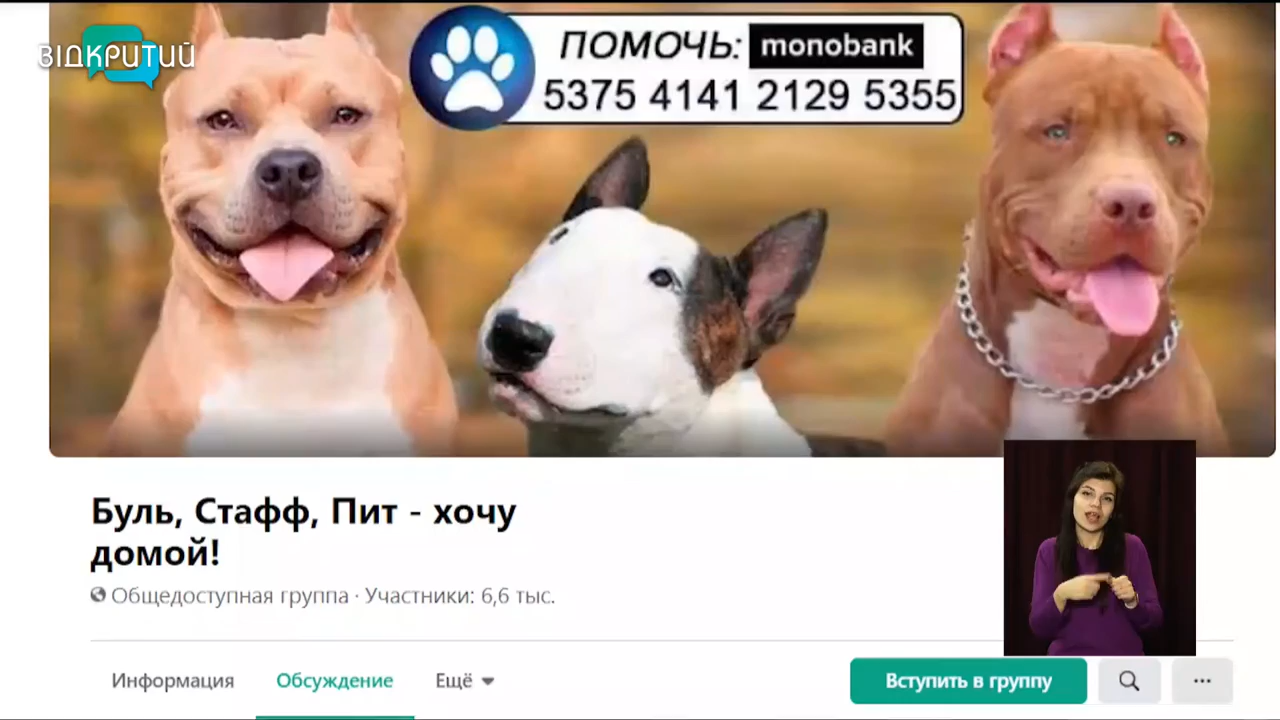 ВІДКРИТИЙ
ПОМОЧЬ: monobank
5375 4141 2129 5355
Буль, Стафф, Пит - хочу
домой!
Общедоступная группа · Участники: 6,6 тыс.
Информация
Обсуждение
Ещё
Вступить в группу